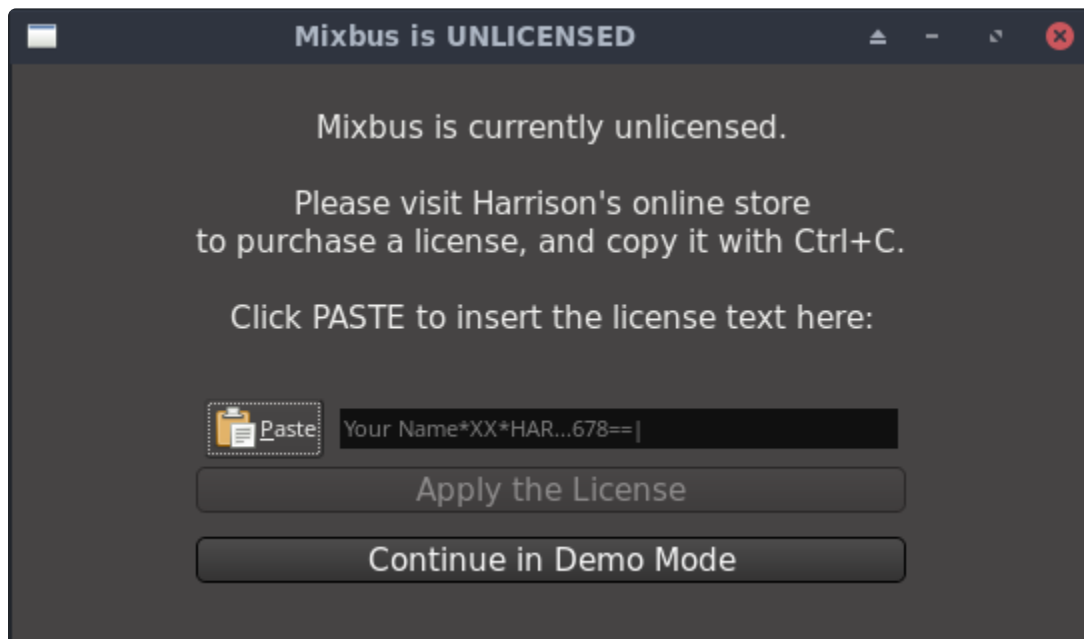 Mixbus is UNLICENSED
Mixbus is currently unlicensed.
Please visit Harrison's online store
to purchase a license, and copy it with Ctrl+C.
Click PASTE to insert the license text here:
Paste
Your Name*XX*HAR...678==|
Apply the License
Continue in Demo Mode